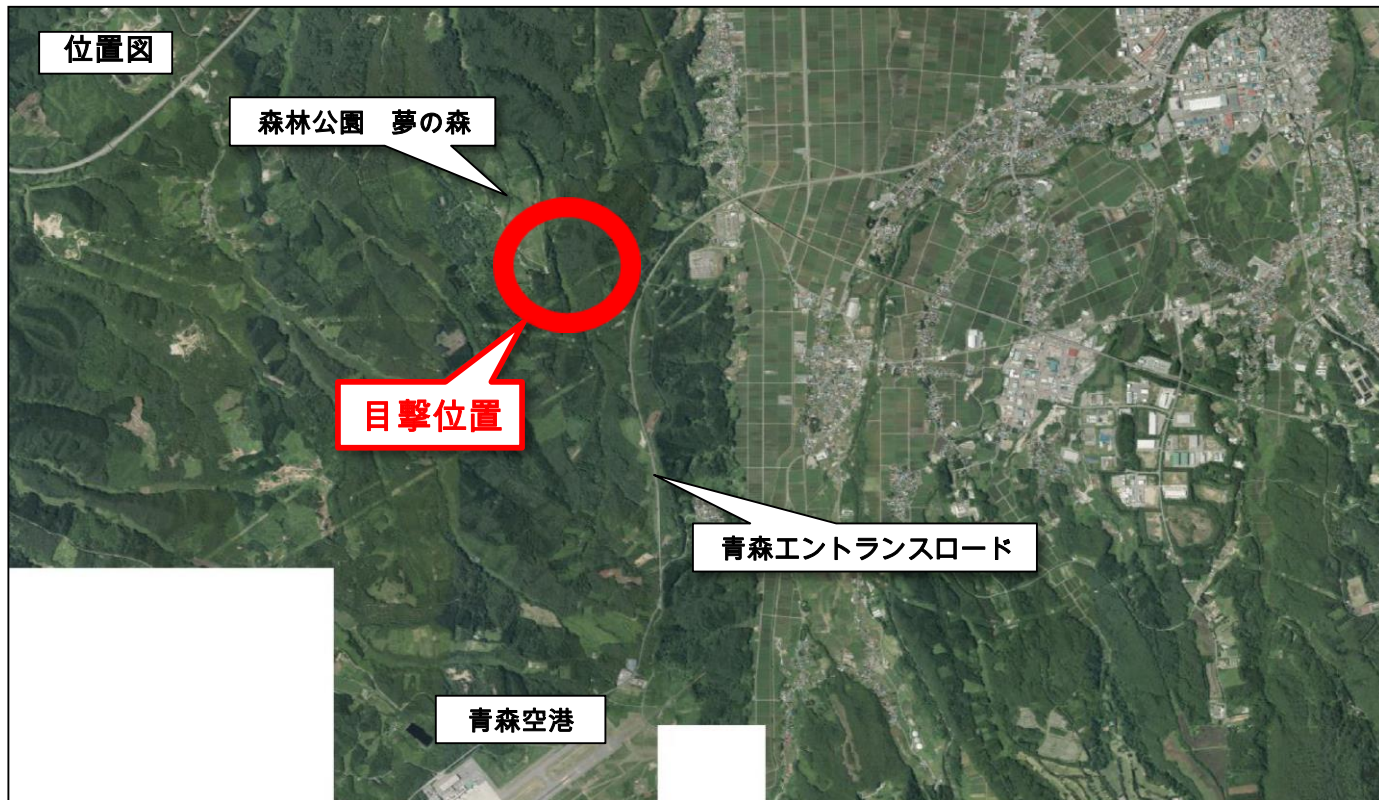 位置図
森林公園　夢の森
目撃位置
青森エントランスロード
青森空港